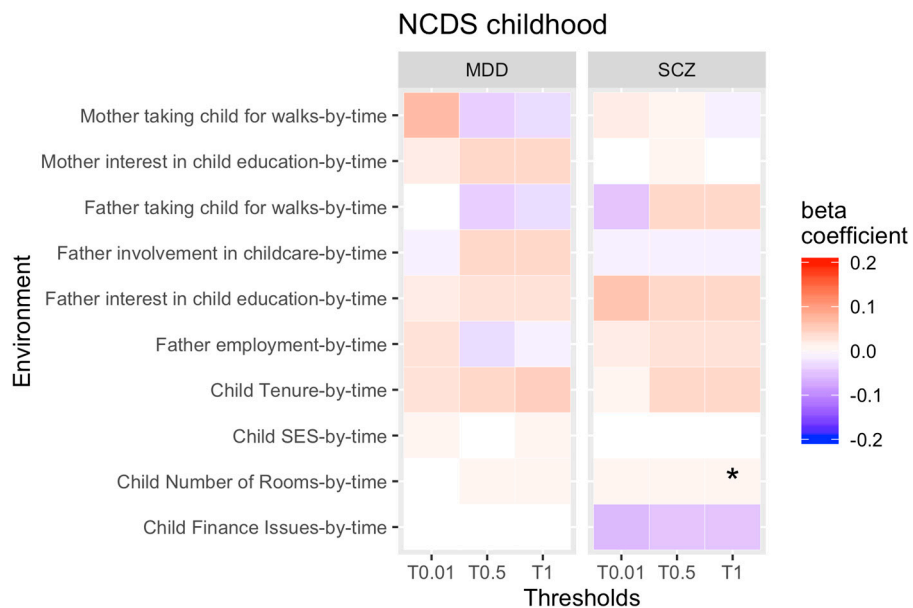 NCDS childhood
MDD
SCZ
Environment
Mother taking child for walks-by-time
Mother interest in child education-by-time
Father taking child for walks-by-time
Father involvement in childcare-by-time
Father interest in child education-by-time
Father employment-by-time
Child Tenure-by-time
Child SES-by-time
Child Number of Rooms-by-time
*
Child Finance Issues-by-time
T0.01 T0.5 T1
T0.01 T0.5 T1
Thresholds
beta
coefficient
0.2
0.1
0.0
-0.1
-0.2